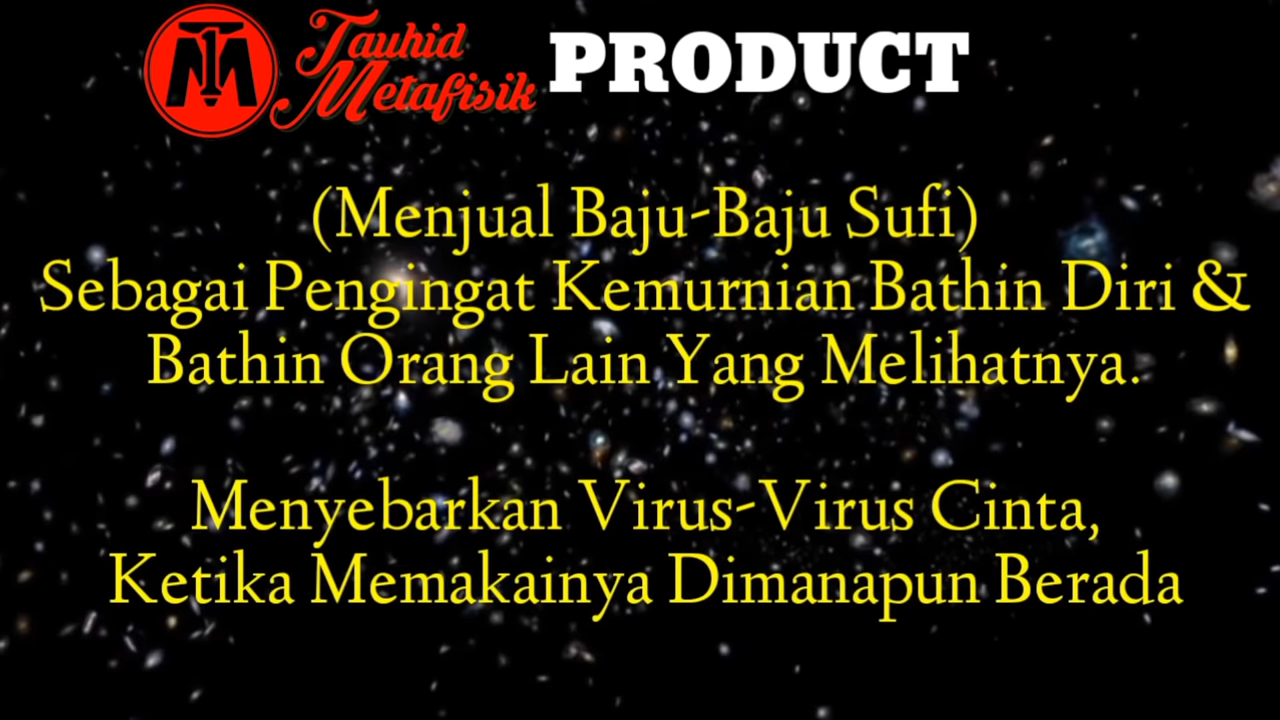 TM Tauhid Metafisik PRODUCT
(Menjual Baju-Baju Sufi)
Sebagai Pengingat Kemurnian Bathin Diri &
Bathin Orang Lain Yang Melihatnya.
Menyebarkan Virus-Virus Cinta,
Ketika Memakainya Dimanapun Berada